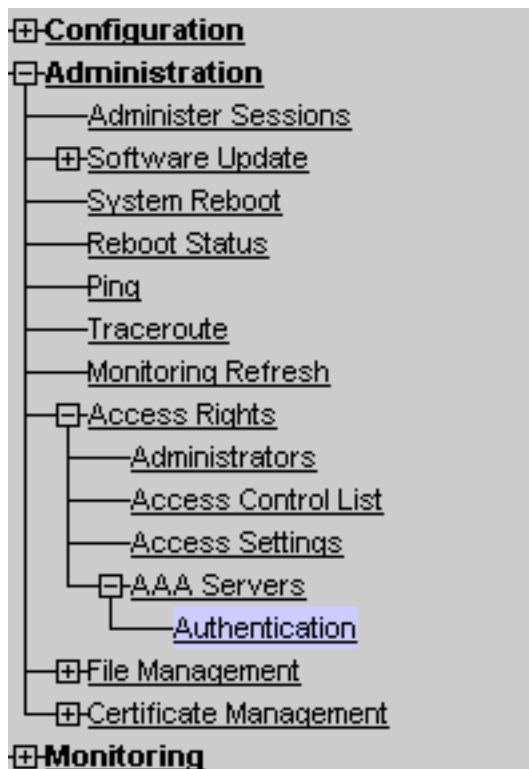 Configuration
Administration
Administer Sessions
Software Update
System Reboot
Reboot Status
Ping
Traceroute
Monitoring Refresh
Access Rights
Administrators
Access Control List
Access Settings
AAA Servers
Authentication
File Management
Certificate Management
Monitoring